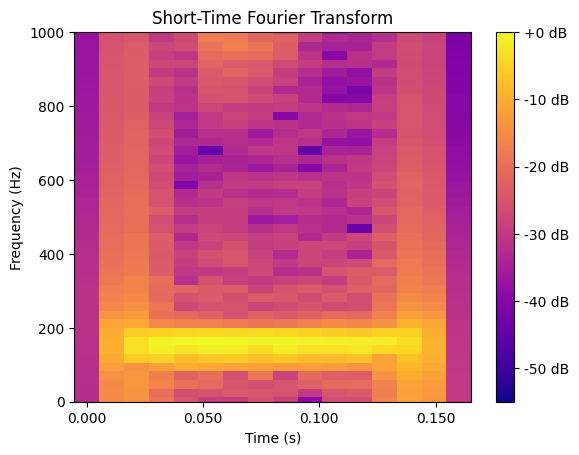 Short-Time Fourier Transform
1000
800
600
400
200
0
Frequency (Hz)
0.000
0.050
0.100
0.150
Time (s)
+0 dB
-10 dB
-20 dB
-30 dB
-40 dB
-50 dB